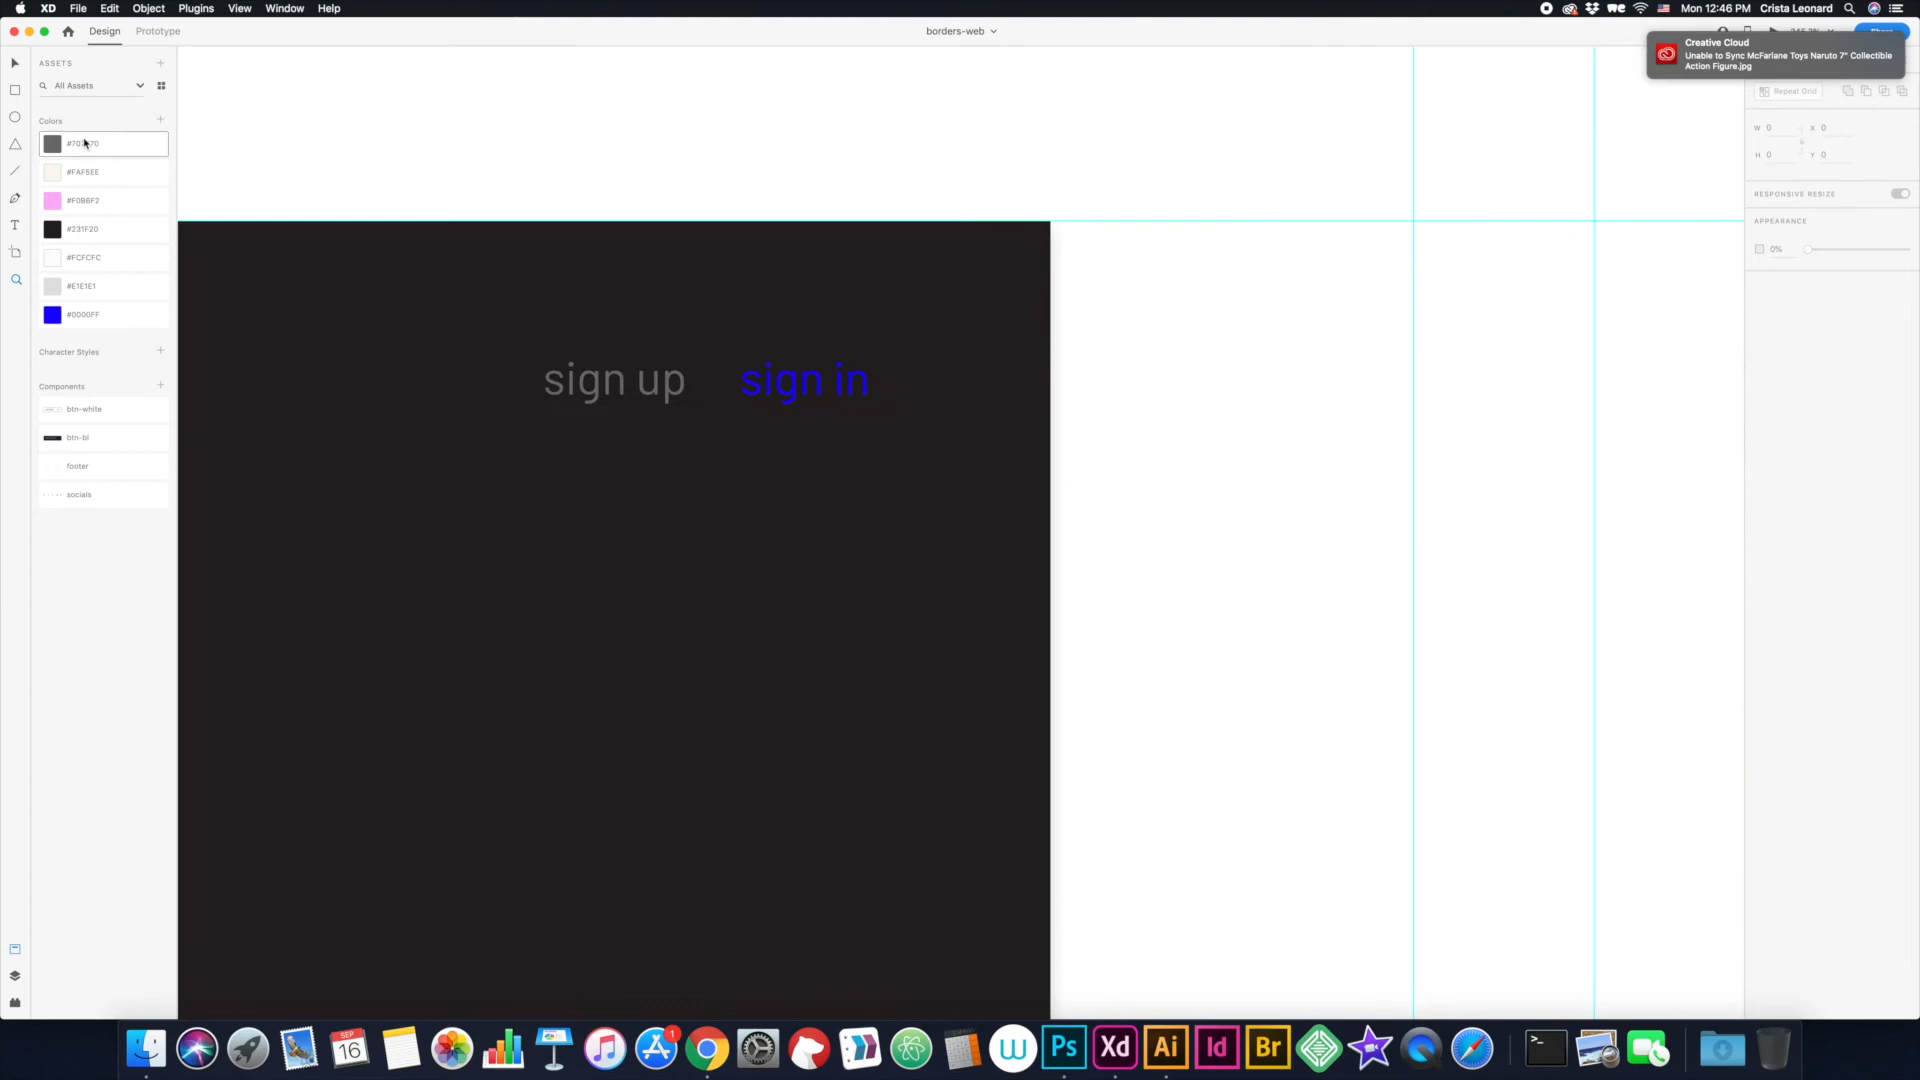 XD File Edit Object Plugins View Window Help
Mon 12:46 PM Crista Leonard
Design Prototype
borders-web
Creative Cloud
Unable to Sync McFarlane Toys Naruto 7" Collectible
Action Figure.jpg
ASSETS
All Assets
Repeat Grid
Colors
W 0 X 0
H 0 Y 0
#FAF5EE
RESPONSIVE RESIZE
#F0B6F2
APPEARANCE
#231F20
0%
#FCFCFC
#E1E1E1
#0000FF
Character Styles
sign up sign in
Components
btn-white
btn-bl
footer
socials
SEP
16
1
Ps
Xd
Ai
Id
Br